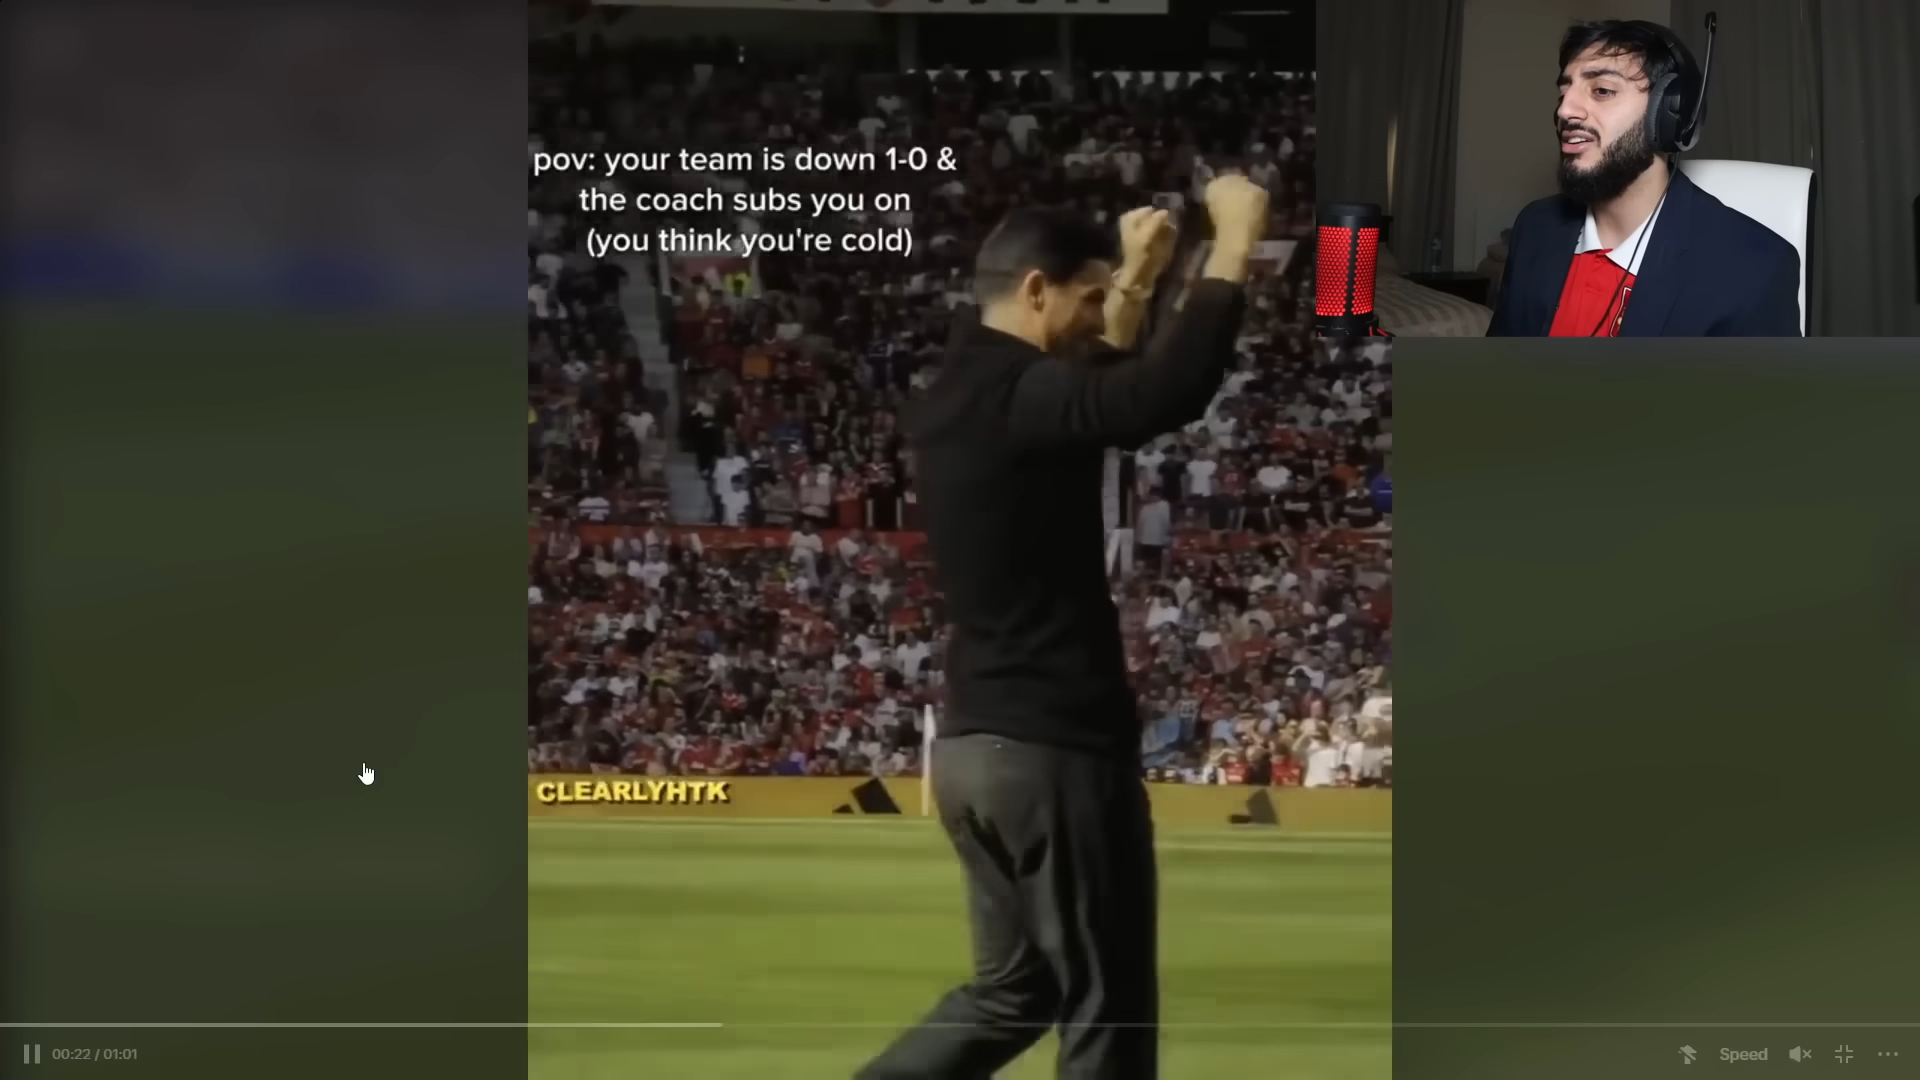 pov: your team is down 1-0 &
the coach subs you on
(you think you're cold)
CLEARLYHTK
00:22 / 01:01
Speed